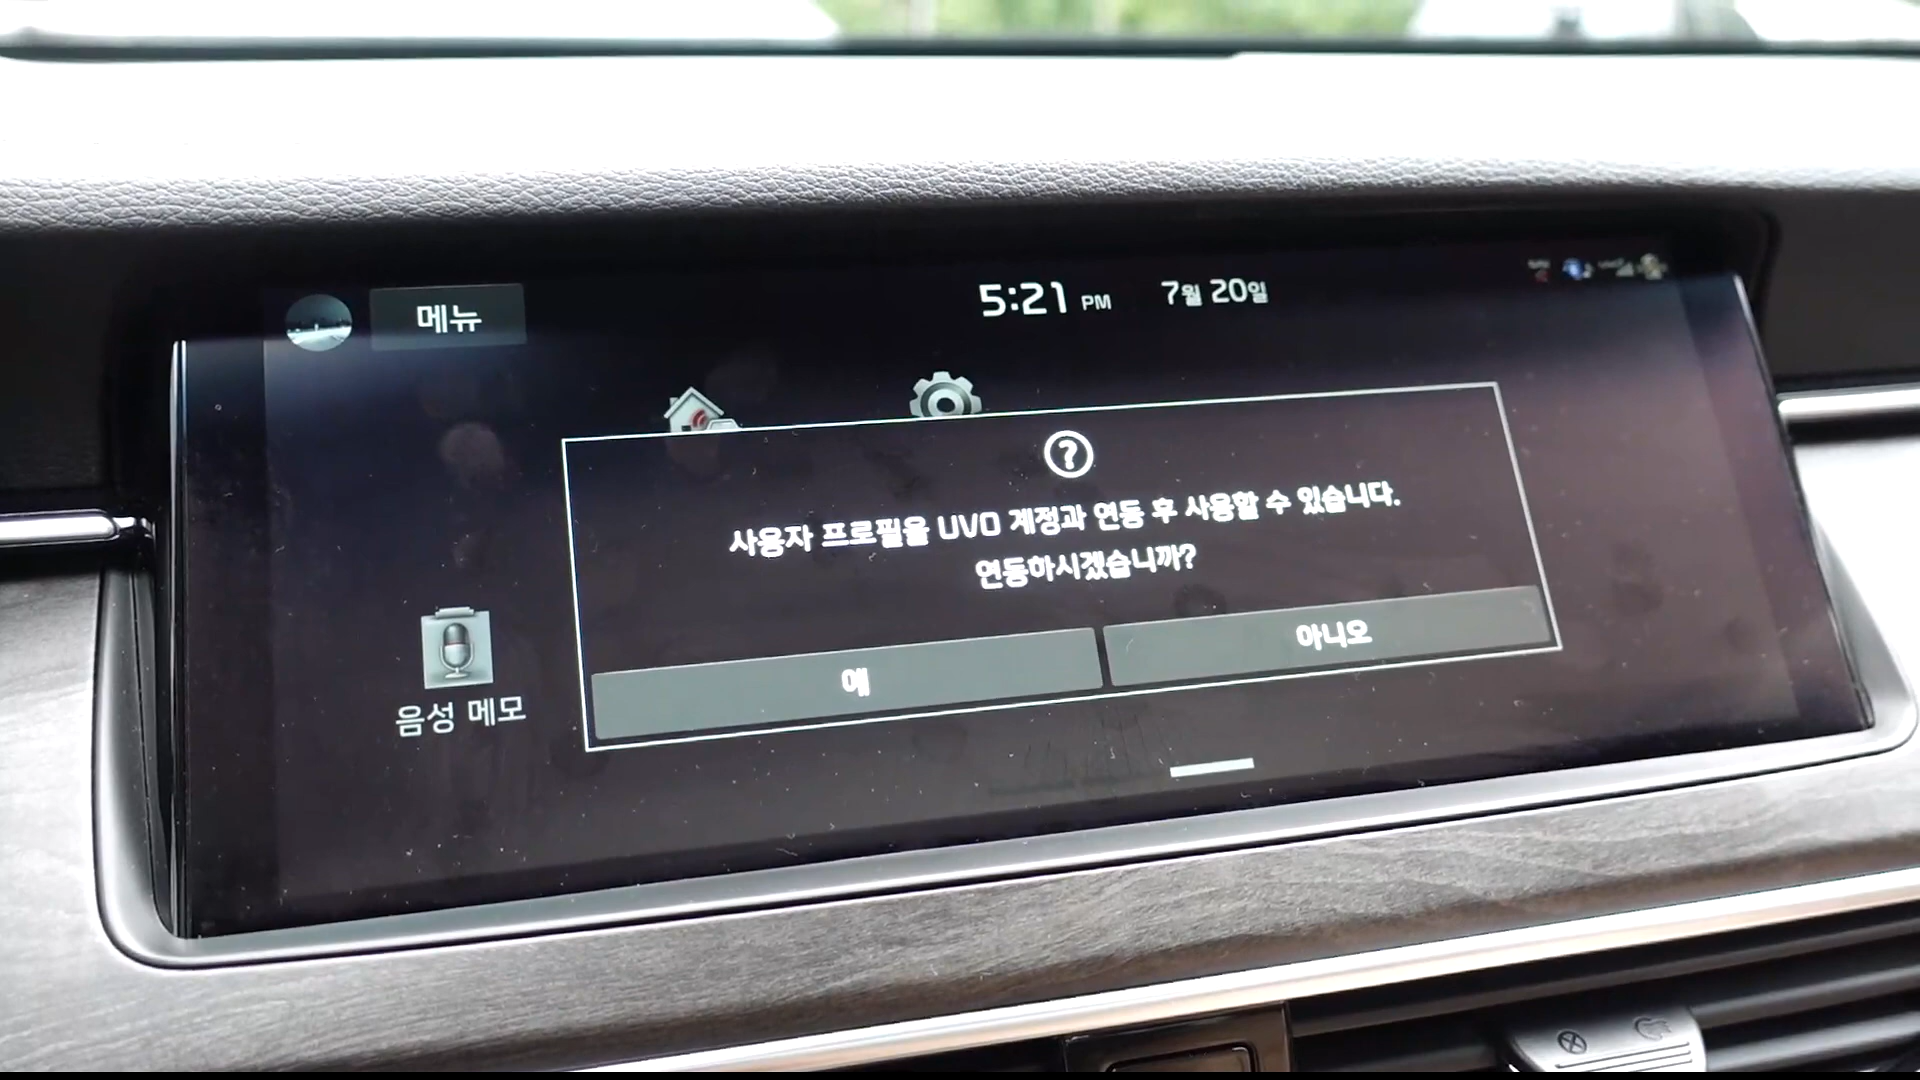 메뉴
5:21 PM
7월 20일
사용자 프로필을 UVO 계정과 연동 후 사용할 수 있습니다.
연동하시겠습니까?
예
아니오
음성 메모